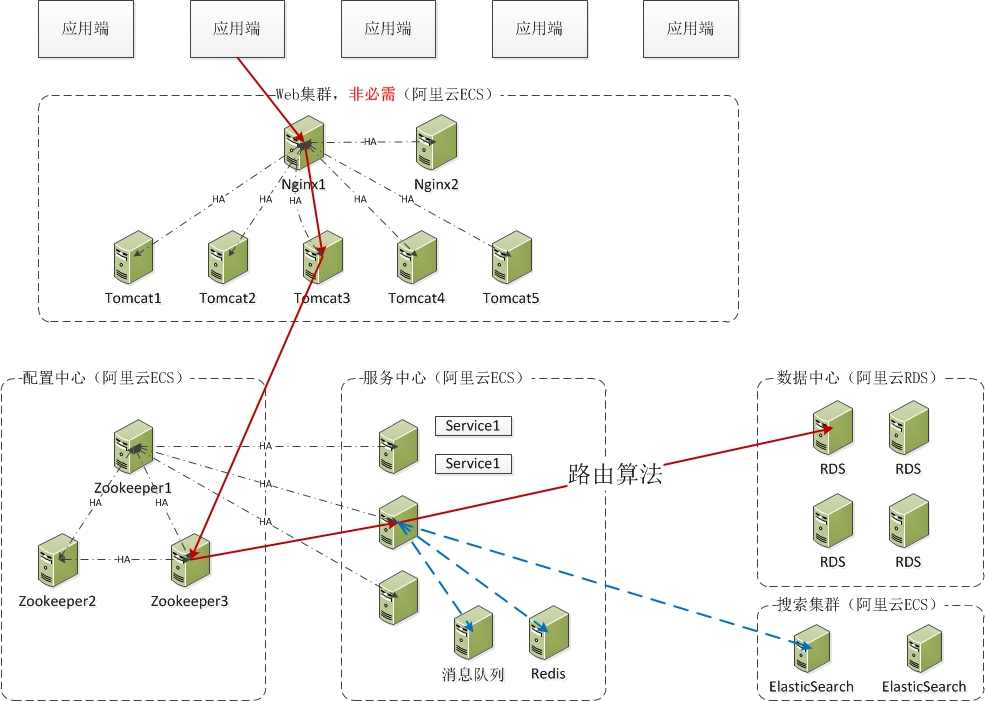 应用端
应用端
应用端
应用端
应用端
Web集群，非必需（阿里云ECS）
HA
Nginx1
Nginx2
HA
HA
HA
HA
HA
Tomcat1
Tomcat2
Tomcat3
Tomcat4
Tomcat5
配置中心（阿里云ECS）
HA
HA
HA
Zookeeper1
HA
HA
HA
Zookeeper2
Zookeeper3
服务中心（阿里云ECS）
Service1
Service1
消息队列
Redis
路由算法
数据中心（阿里云RDS）
RDS
RDS
RDS
RDS
搜索集群（阿里云ECS）
ElasticSearch
ElasticSearch